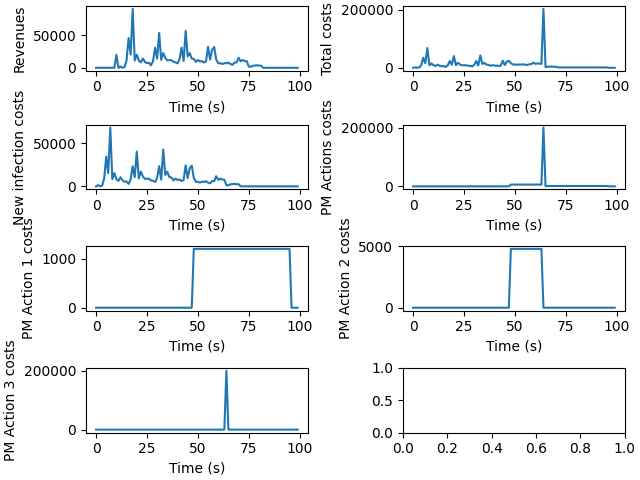 Revenues
50000
0
0 25 50 75 100
Time (s)
Total costs
200000
0
0 25 50 75 100
Time (s)
New infection costs
50000
0
0 25 50 75 100
Time (s)
PM Actions costs
200000
0
0 25 50 75 100
Time (s)
PM Action 1 costs
1000
0
0 25 50 75 100
Time (s)
PM Action 2 costs
5000
0
0 25 50 75 100
Time (s)
PM Action 3 costs
200000
0
0 25 50 75 100
Time (s)
1.0
0.5
0.0
0.0 0.2 0.4 0.6 0.8 1.0